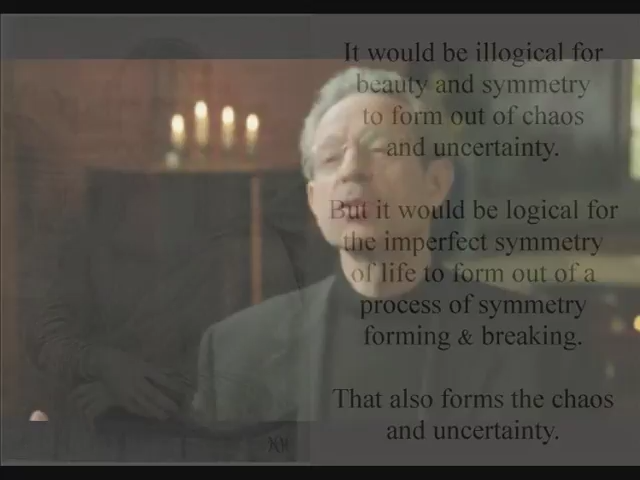 It would be illogical for
beauty and symmetry
to form out of chaos
and uncertainty.
But it would be logical for
the imperfect symmetry
of life to form out of a
process of symmetry
forming & breaking.
That also forms the chaos
and uncertainty.